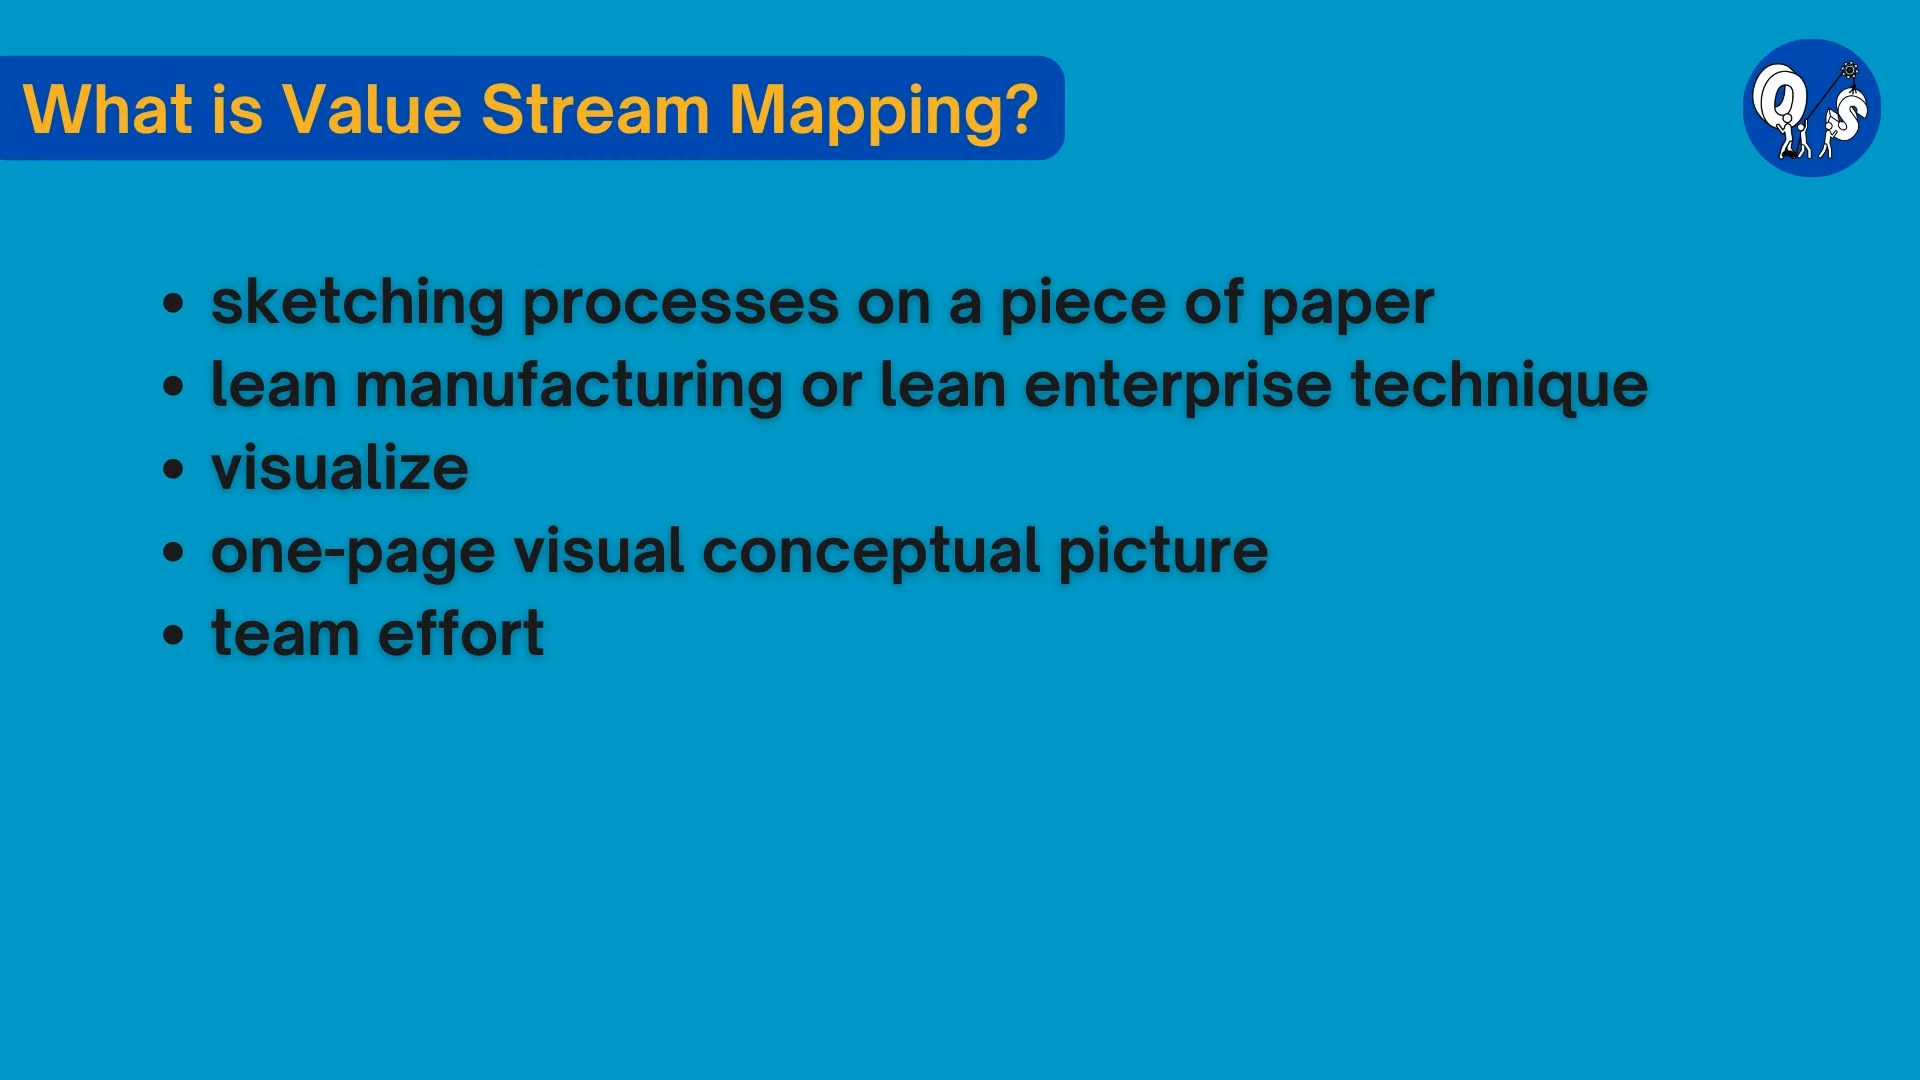 What is Value Stream Mapping?
Q S
• sketching processes on a piece of paper
• lean manufacturing or lean enterprise technique
• visualize
• one-page visual conceptual picture
• team effort